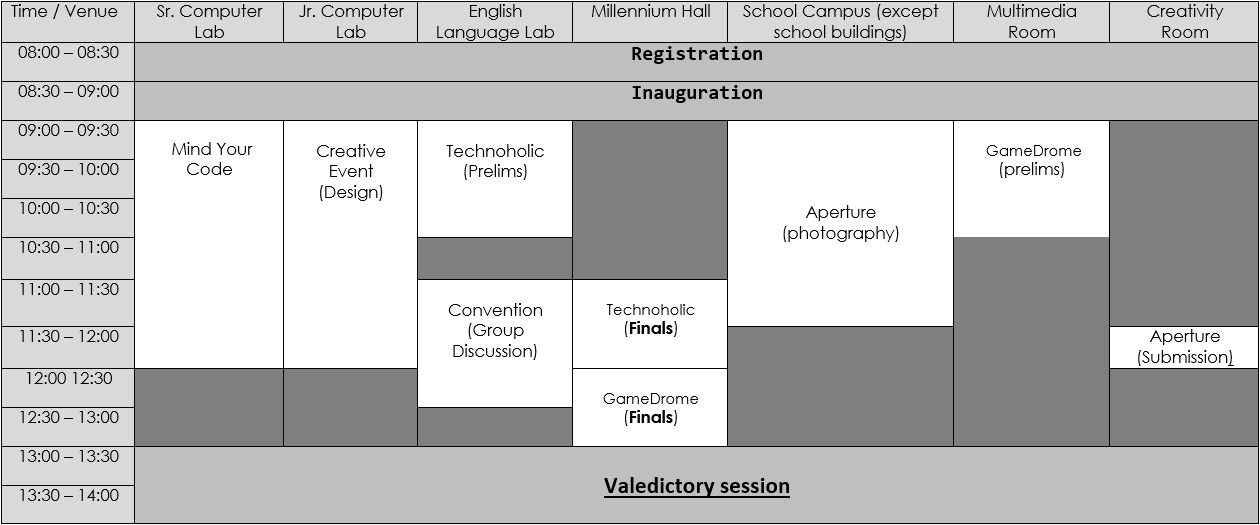 Time / Venue
Sr. Computer
Lab
Jr. Computer
Lab
English
Language Lab
Millennium Hall
School Campus (except
school buildings)
Multimedia
Room
Creativity
Room
08:00 – 08:30
Registration
08:30 – 09:00
Inauguration
09:00 – 09:30
Mind Your
Code
Creative
Event
(Design)
Technoholic
(Prelims)
Aperture
(photography)
GameDrome
(prelims)
09:30 – 10:00
10:00 – 10:30
10:30 – 11:00
11:00 – 11:30
Convention
(Group
Discussion)
Technoholic
(Finals)
11:30 – 12:00
Aperture
(Submission)
12:00 12:30
GameDrome
(Finals)
12:30 – 13:00
13:00 – 13:30
Valedictory session
13:30 – 14:00